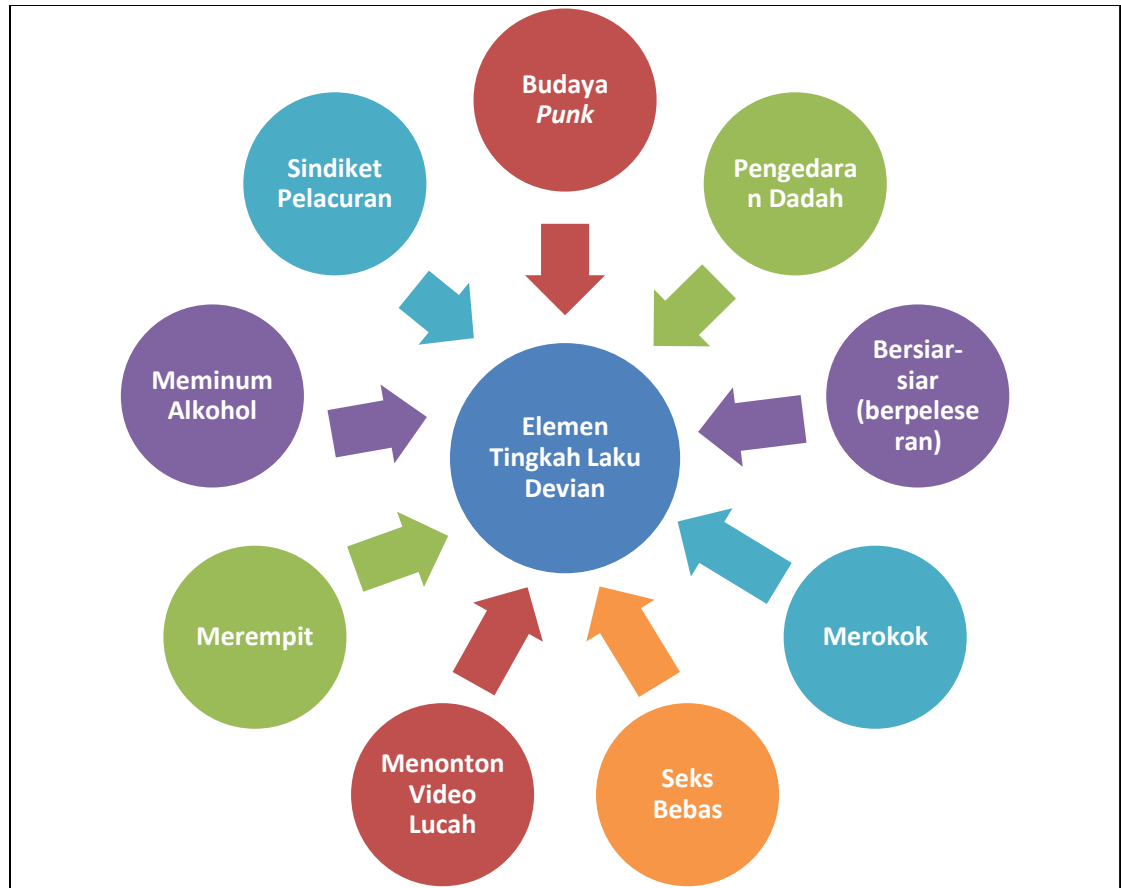 Budaya
Punk
Pengedara
n Dadah
Bersiar-
siar
(berpelese
ran)
Merokok
Seks
Bebas
Menonton
Video
Lucah
Merempit
Meminum
Alkohol
Sindiket
Pelacuran
Elemen
Tingkah Laku
Devian